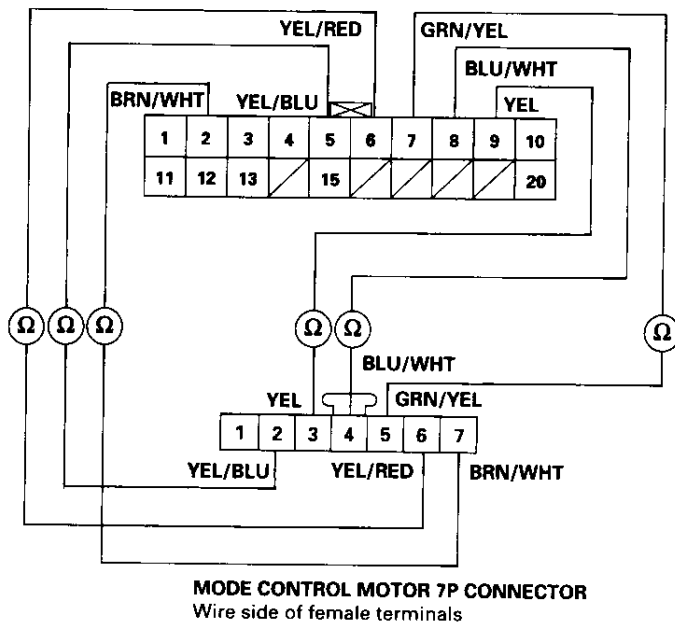 YEL/RED GRN/YEL
BLU/WHT
BRN/WHT YEL/BLU YEL
1 2 3 4 5 6 7 8 9 10
11 12 13 15 20
Ω Ω Ω Ω Ω Ω
BLU/WHT
YEL GRN/YEL
1 2 3 4 5 6 7
YEL/BLU YEL/RED BRN/WHT
MODE CONTROL MOTOR 7P CONNECTOR
Wire side of female terminals